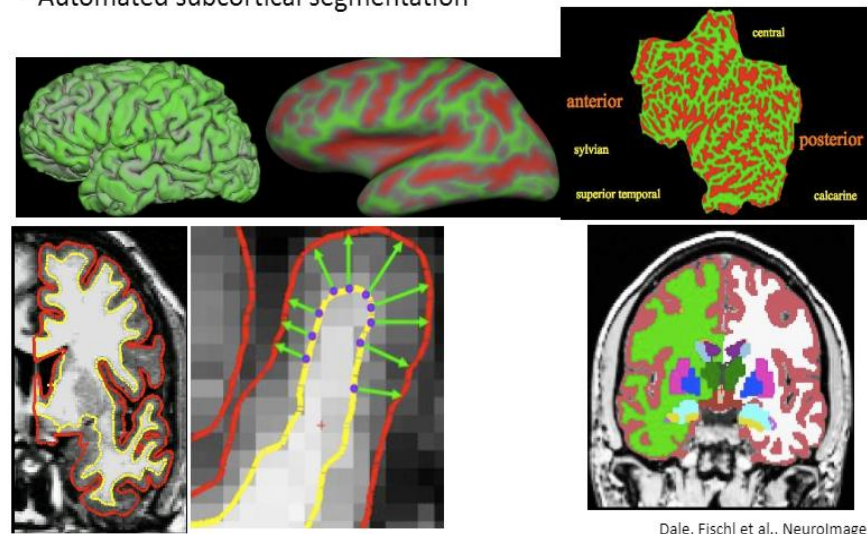 Automated subcortical segmentation
central
anterior
sylvian
posterior
superior temporal
calcarine
Dale, Fischl et al., NeuroImage